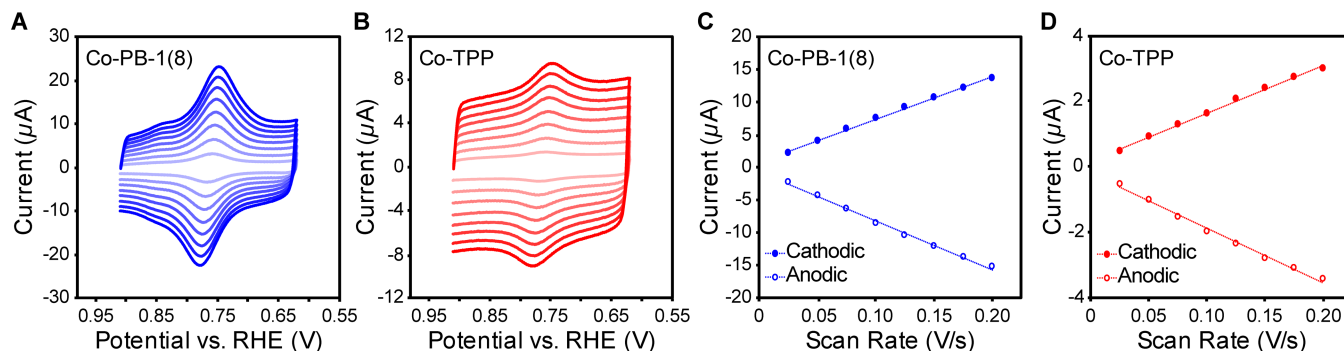 A
Co-PB-1(8)
30
20
10
0
-10
-20
-30
Current (µA)
0.95 0.85 0.75 0.65 0.55
Potential vs. RHE (V)
B
Co-TPP
12
8
4
0
-4
-8
-12
Current (µA)
0.95 0.85 0.75 0.65 0.55
Potential vs. RHE (V)
C
Co-PB-1(8)
20
15
10
5
0
-5
-10
-15
-20
Current (µA)
Cathodic
Anodic
0 0.05 0.10 0.15 0.20
Scan Rate (V/s)
D
Co-TPP
4
2
0
-2
-4
Current (µA)
Cathodic
Anodic
0 0.05 0.10 0.15 0.20
Scan Rate (V/s)